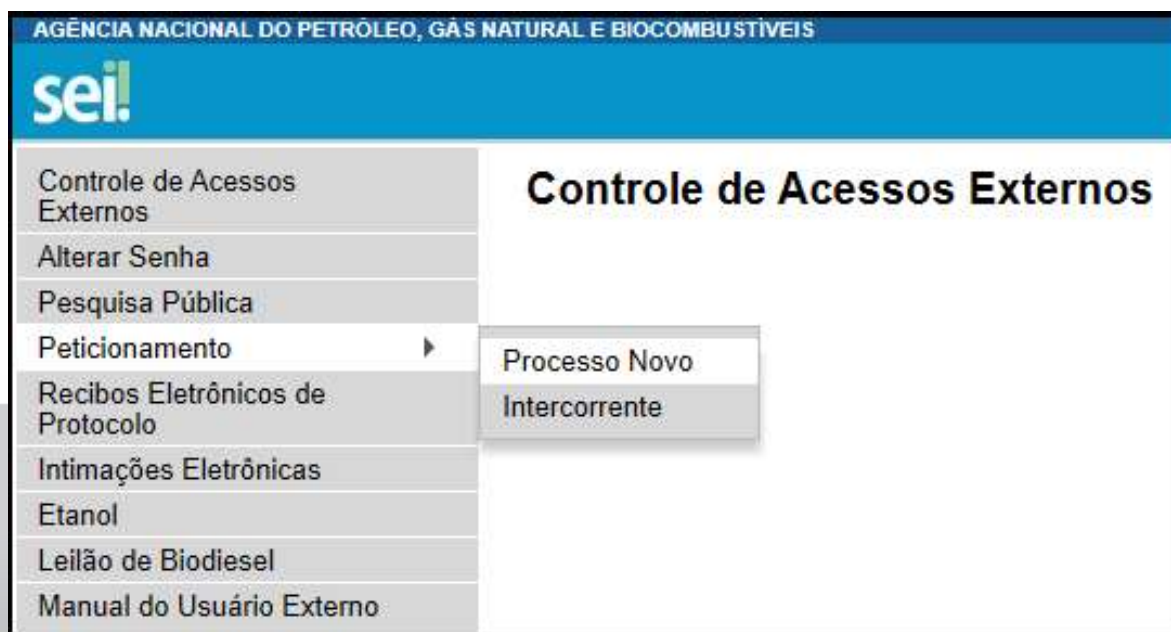 AGÊNCIA NACIONAL DO PETRÓLEO, GÁS NATURAL E BIOCOMBUSTÍVEIS
sei!
Controle de Acessos
Externos
Alterar Senha
Pesquisa Pública
Peticionamento
Recibos Eletrônicos de
Protocolo
Intimações Eletrônicas
Etanol
Leilão de Biodiesel
Manual do Usuário Externo
Controle de Acessos Externos
Processo Novo
Intercorrente